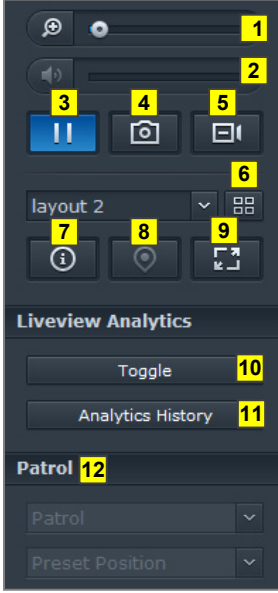 1
2
3 4 5
6
layout 2
7 8 9
Liveview Analytics
Toggle 10
Analytics History 11
Patrol 12
Patrol
Preset Position